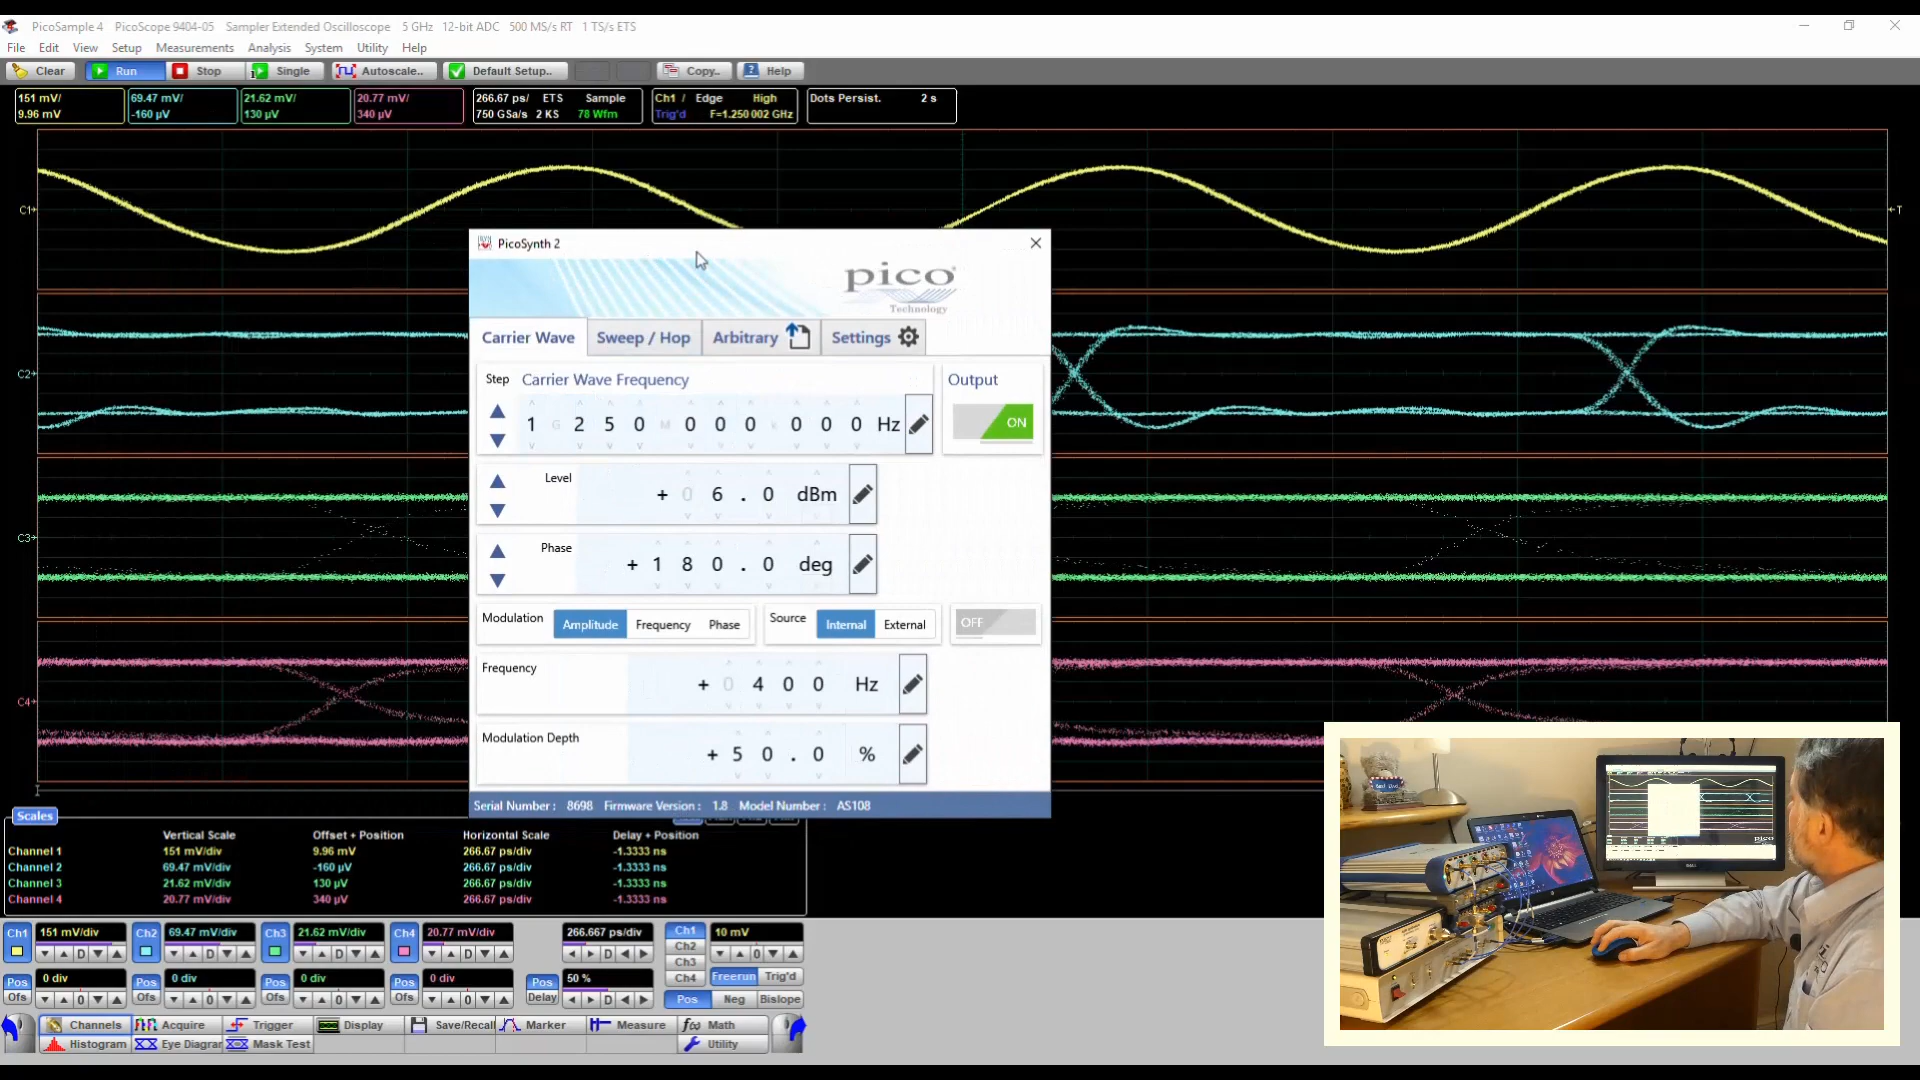 PicoSample 4 PicoScope 9404-05 Sampler Extended Oscilloscope 5 GHz 12-bit ADC 500 MS/s RT 1 TS/s ETS
File Edit View Setup Measurements Analysis System Utility Help
Clear Run Stop Single Autoscale.. Default Setup.. Copy.. Help
151 mV/ 69.47 mV/ 21.62 mV/ 20.77 mV/ 266.67 ps/ ETS Sample Ch1 / Edge High Dots Persist. 2 s
9.96 mV -160 µV 130 µV 340 µV 750 GSa/s 2 KS 78 Wfm Trig'd F=1.250 002 GHz
C1
T
PicoSynth 2
pico
Technology
Carrier Wave Sweep / Hop Arbitrary Settings
C2
Step Carrier Wave Frequency Output
1 G 250 M 000 k 000 Hz ON
Level
+ 0 6 . 0 dBm
C3
Phase
+ 1 8 0 . 0 deg
Modulation Amplitude Frequency Phase Source Internal External OFF
Frequency
+ 0 4 0 0 Hz
C4
Modulation Depth
+ 5 0 . 0 %
Serial Number : 8698 Firmware Version : 1.8 Model Number : AS108
Scales
Vertical Scale Offset + Position Horizontal Scale Delay + Position
Channel 1 151 mV/div 9.96 mV 266.67 ps/div -1.3333 ns
Channel 2 69.47 mV/div -160 µV 266.67 ps/div -1.3333 ns
Channel 3 21.62 mV/div 130 µV 266.67 ps/div -1.3333 ns
Channel 4 20.77 mV/div 340 µV 266.67 ps/div -1.3333 ns
Ch1 151 mV/div Ch2 69.47 mV/div Ch3 21.62 mV/div Ch4 20.77 mV/div 266.667 ps/div Ch1 10 mV
D D D D D Ch2 0
Ch3
Pos Ofs 0 div Pos Ofs 0 div Pos Ofs 0 div Pos Ofs 0 div Pos Delay 50 % Ch4 Freerun Trig'd
0 0 0 0 D Pos Neg Bislope
Channels Acquire Trigger Display Save/Recall Marker Measure f(x) Math
Histogram Eye Diagram Mask Test Utility